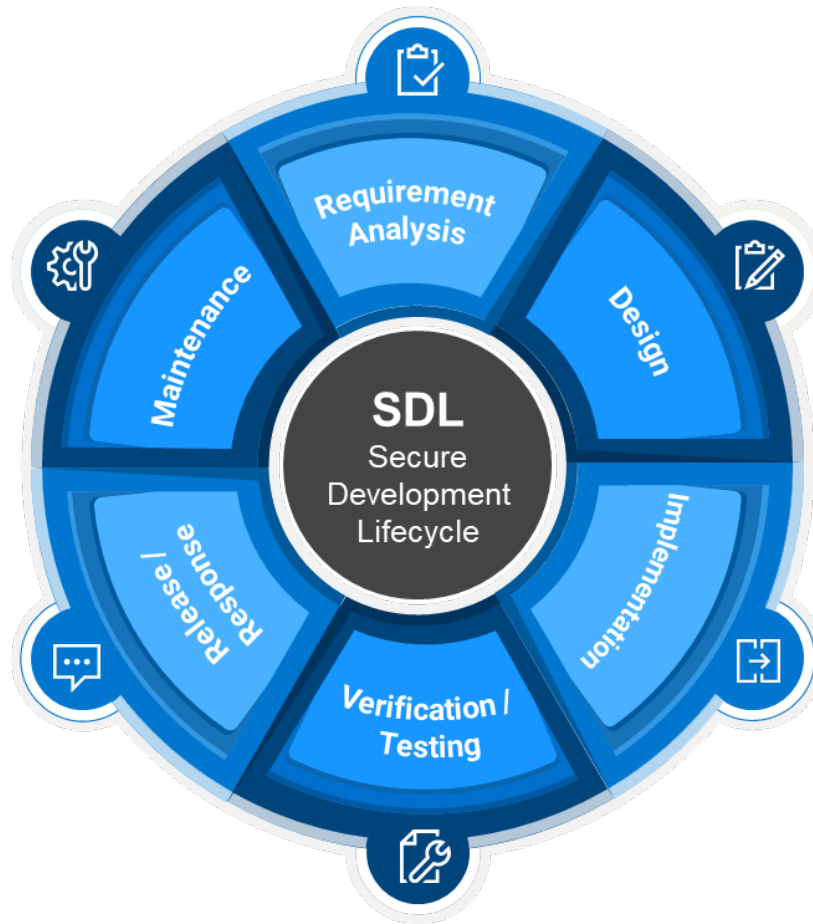 Requirement
Analysis
Design
Implementation
Verification /
Testing
Release /
Response
Maintenance
SDL
Secure
Development
Lifecycle